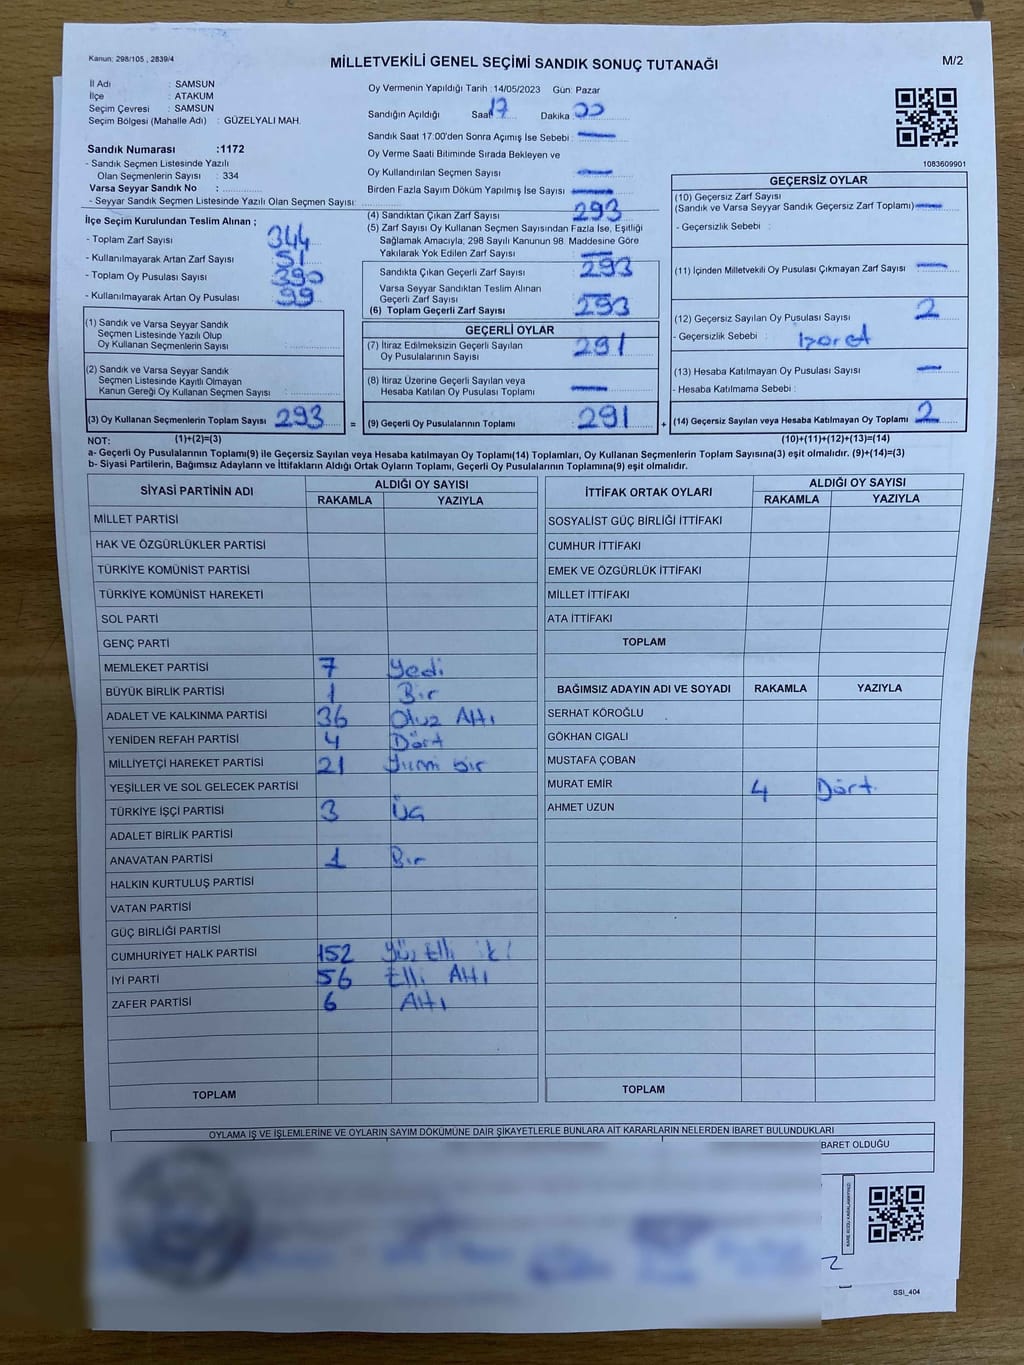 Kanun: 298/105 , 2839/4
MİLLETVEKİLİ GENEL SEÇİMİ SANDIK SONUÇ TUTANAĞI
M/2
İl Adı : SAMSUN
İlçe : ATAKUM
Seçim Çevresi : SAMSUN
Seçim Bölgesi (Mahalle Adı) : GÜZELYALI MAH.
Sandık Numarası :1172
- Sandık Seçmen Listesinde Yazılı
Olan Seçmenlerin Sayısı : 334
Varsa Seyyar Sandık No :
- Seyyar Sandık Seçmen Listesinde Yazılı Olan Seçmen Sayısı:
Oy Vermenin Yapıldığı Tarih :14/05/2023 Gün: Pazar
Sandığın Açıldığı Saat 17 Dakika : 00
Sandık Saat 17:00'den Sonra Açımış İse Sebebi : —
Oy Verme Saati Bitiminde Sırada Bekleyen ve
Oy Kullandırılan Seçmen Sayısı : —
Birden Fazla Sayım Döküm Yapılmış İse Sayısı : —
1083609901
İlçe Seçim Kurulundan Teslim Alınan ;
- Toplam Zarf Sayısı 344
- Kullanılmayarak Artan Zarf Sayısı 51
- Toplam Oy Pusulası Sayısı 390
- Kullanılmayarak Artan Oy Pusulası 99
(1) Sandık ve Varsa Seyyar Sandık
Seçmen Listesinde Yazılı Olup
Oy Kullanan Seçmenlerin Sayısı :
(2) Sandık ve Varsa Seyyar Sandık
Seçmen Listesinde Kayıtlı Olmayan
Kanun Gereği Oy Kullanan Seçmen Sayısı :
(3) Oy Kullanan Seçmenlerin Toplam Sayısı 293 =
(4) Sandıktan Çıkan Zarf Sayısı 293
(5) Zarf Sayısı Oy Kullanan Seçmen Sayısından Fazla İse, Eşitliği
Sağlamak Amacıyla, 298 Sayılı Kanunun 98. Maddesine Göre
Yakılarak Yok Edilen Zarf Sayısı : —
Sandıkta Çıkan Geçerli Zarf Sayısı : 293
Varsa Seyyar Sandıktan Teslim Alınan
Geçerli Zarf Sayısı : —
(6) Toplam Geçerli Zarf Sayısı : 293
GEÇERLİ OYLAR
(7) İtiraz Edilmeksizin Geçerli Sayılan
Oy Pusulalarının Sayısı : 291
(8) İtiraz Üzerine Geçerli Sayılan veya
Hesaba Katılan Oy Pusulası Toplamı : —
(9) Geçerli Oy Pusulalarının Toplamı : 291 +
GEÇERSİZ OYLAR
(10) Geçersiz Zarf Sayısı
(Sandık ve Varsa Seyyar Sandık Geçersiz Zarf Toplamı) : —
- Geçersizlik Sebebi :
(11) İçinden Milletvekili Oy Pusulası Çıkmayan Zarf Sayısı : —
(12) Geçersiz Sayılan Oy Pusulası Sayısı : 2
- Geçersizlik Sebebi :
(13) Hesaba Katılmayan Oy Pusulası Sayısı : —
- Hesaba Katılmama Sebebi :
(14) Geçersiz Sayılan veya Hesaba Katılmayan Oy Toplamı : 2
NOT: (1)+(2)=(3) (10)+(11)+(12)+(13)=(14)
a- Geçerli Oy Pusulalarının Toplamı(9) ile Geçersiz Sayılan veya Hesaba katılmayan Oy Toplamı(14) Toplamları, Oy Kullanan Seçmenlerin Toplam Sayısına(3) eşit olmalıdır. (9)+(14)=(3)
b- Siyasi Partilerin, Bağımsız Adayların ve İttifakların Aldığı Ortak Oyların Toplamı, Geçerli Oy Pusulalarının Toplamına(9) eşit olmalıdır.
SİYASİ PARTİNİN ADI ALDIĞI OY SAYISI
RAKAMLA YAZIYLA
MİLLET PARTİSİ
HAK VE ÖZGÜRLÜKLER PARTİSİ
TÜRKİYE KOMÜNİST PARTİSİ
TÜRKİYE KOMÜNİST HAREKETİ
SOL PARTİ
GENÇ PARTİ
MEMLEKET PARTİSİ 7 Yedi
BÜYÜK BİRLİK PARTİSİ 1 Bir
ADALET VE KALKINMA PARTİSİ 36 Otuz Altı
YENİDEN REFAH PARTİSİ 4 Dört
MİLLİYETÇİ HAREKET PARTİSİ 21 Yirmi bir
YEŞİLLER VE SOL GELECEK PARTİSİ
TÜRKİYE İŞÇİ PARTİSİ 3 Üç
ADALET BİRLİK PARTİSİ
ANAVATAN PARTİSİ 1 Bir
HALKIN KURTULUŞ PARTİSİ
VATAN PARTİSİ
GÜÇ BİRLİĞİ PARTİSİ
CUMHURİYET HALK PARTİSİ 152 Yüz Elli iki
İYİ PARTİ 56 Elli Altı
ZAFER PARTİSİ 6 Altı
TOPLAM
İTTİFAK ORTAK OYLARI ALDIĞI OY SAYISI
RAKAMLA YAZIYLA
SOSYALİST GÜÇ BİRLİĞİ İTTİFAKI
CUMHUR İTTİFAKI
EMEK VE ÖZGÜRLÜK İTTİFAKI
MİLLET İTTİFAKI
ATA İTTİFAKI
TOPLAM
BAĞIMSIZ ADAYIN ADI VE SOYADI RAKAMLA YAZIYLA
SERHAT KÖROĞLU
GÖKHAN CIGALI
MUSTAFA ÇOBAN
MURAT EMİR 4 Dört
AHMET UZUN
TOPLAM
OYLAMA İŞ VE İŞLEMLERİNE VE OYLARIN SAYIM DÖKÜMÜNE DAİR ŞİKAYETLERLE BUNLARA AİT KARARLARIN NELERDEN İBARET BULUNDUKLARI
BARET OLDUĞU
SSI_404